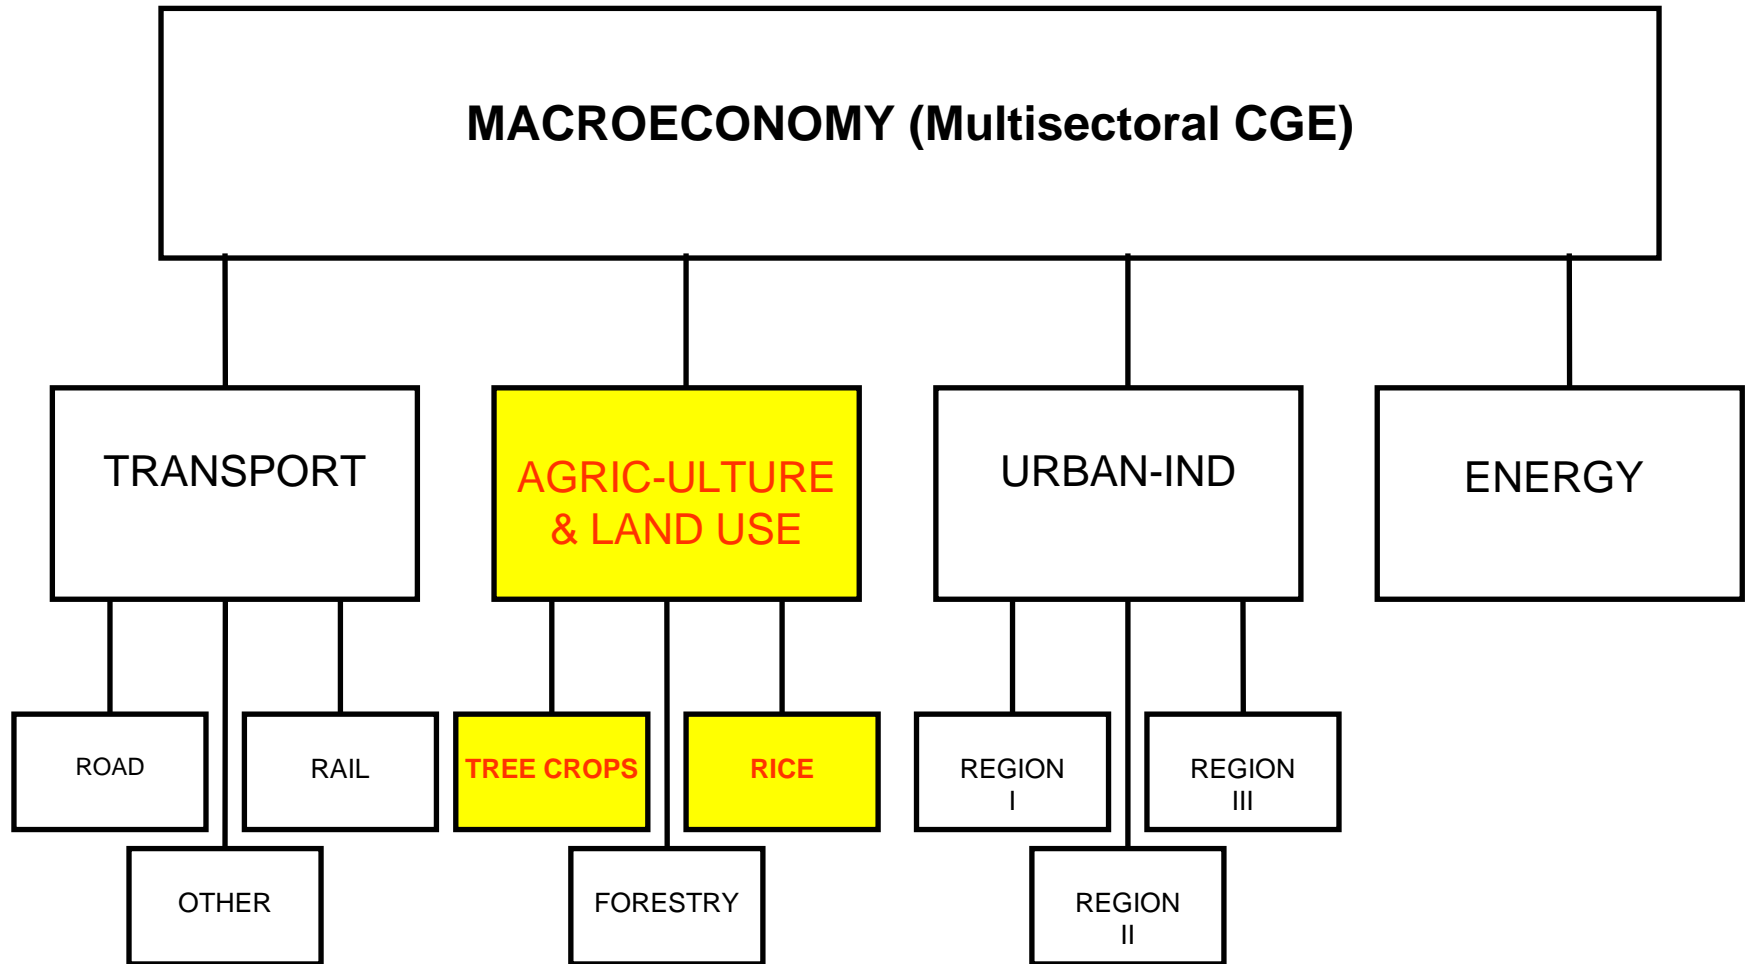 MACROECONOMY (Multisectoral CGE)
TRANSPORT
AGRIC-ULTURE
& LAND USE
URBAN-IND
ENERGY
ROAD
RAIL
TREE CROPS
RICE
REGION
I
REGION
III
OTHER
FORESTRY
REGION
II